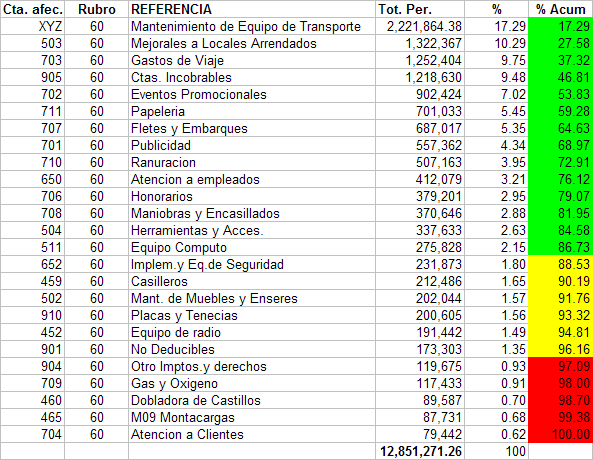 Cta. afec. Rubro REFERENCIA Tot. Per. % % Acum
XYZ 60 Mantenimiento de Equipo de Transporte 2,221,864.38 17.29 17.29
503 60 Mejorales a Locales Arrendados 1,322,367 10.29 27.58
703 60 Gastos de Viaje 1,252,404 9.75 37.32
905 60 Ctas. Incobrables 1,218,630 9.48 46.81
702 60 Eventos Promocionales 902,424 7.02 53.83
711 60 Papeleria 701,033 5.45 59.28
707 60 Fletes y Embarques 687,017 5.35 64.63
701 60 Publicidad 557,362 4.34 68.97
710 60 Ranuracion 507,163 3.95 72.91
650 60 Atencion a empleados 412,079 3.21 76.12
706 60 Honorarios 379,201 2.95 79.07
708 60 Maniobras y Encasillados 370,646 2.88 81.95
504 60 Herramientas y Acces. 337,633 2.63 84.58
511 60 Equipo Computo 275,828 2.15 86.73
652 60 Implem.y Eq.de Seguridad 231,873 1.80 88.53
459 60 Casilleros 212,486 1.65 90.19
502 60 Mant. de Muebles y Enseres 202,044 1.57 91.76
910 60 Placas y Tenecias 200,605 1.56 93.32
452 60 Equipo de radio 191,442 1.49 94.81
901 60 No Deducibles 173,303 1.35 96.16
904 60 Otro Imptos.y derechos 119,675 0.93 97.09
709 60 Gas y Oxigeno 117,433 0.91 98.00
460 60 Dobladora de Castillos 89,587 0.70 98.70
465 60 M09 Montacargas 87,731 0.68 99.38
704 60 Atencion a Clientes 79,442 0.62 100.00
12,851,271.26 100